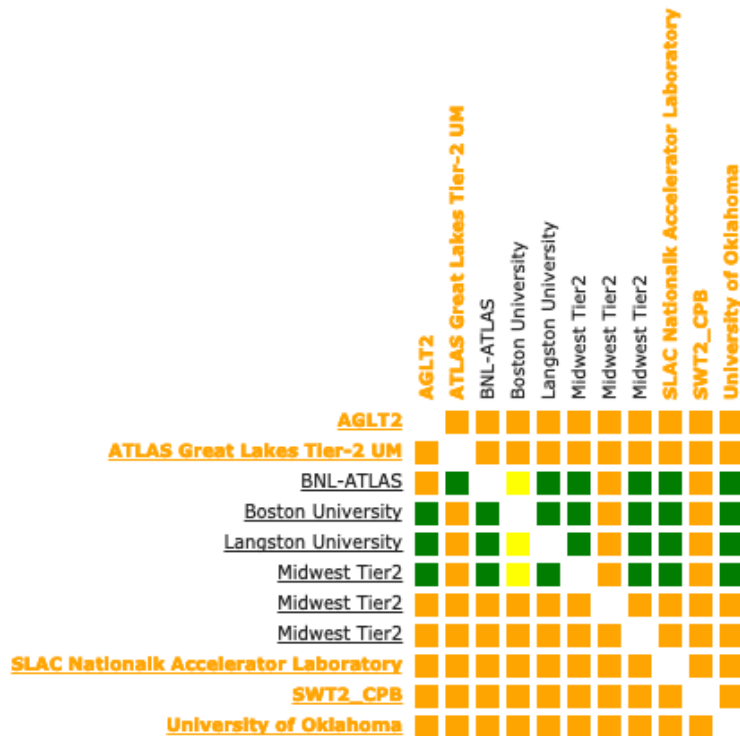 AGLT2
ATLAS Great Lakes Tier-2 UM
BNL-ATLAS
Boston University
Langston University
Midwest Tier2
Midwest Tier2
Midwest Tier2
SLAC Nationalk Accelerator Laboratory
SWT2_CPB
University of Oklahoma
AGLT2
ATLAS Great Lakes Tier-2 UM
BNL-ATLAS
Boston University
Langston University
Midwest Tier2
Midwest Tier2
Midwest Tier2
SLAC Nationalk Accelerator Laboratory
SWT2_CPB
University of Oklahoma